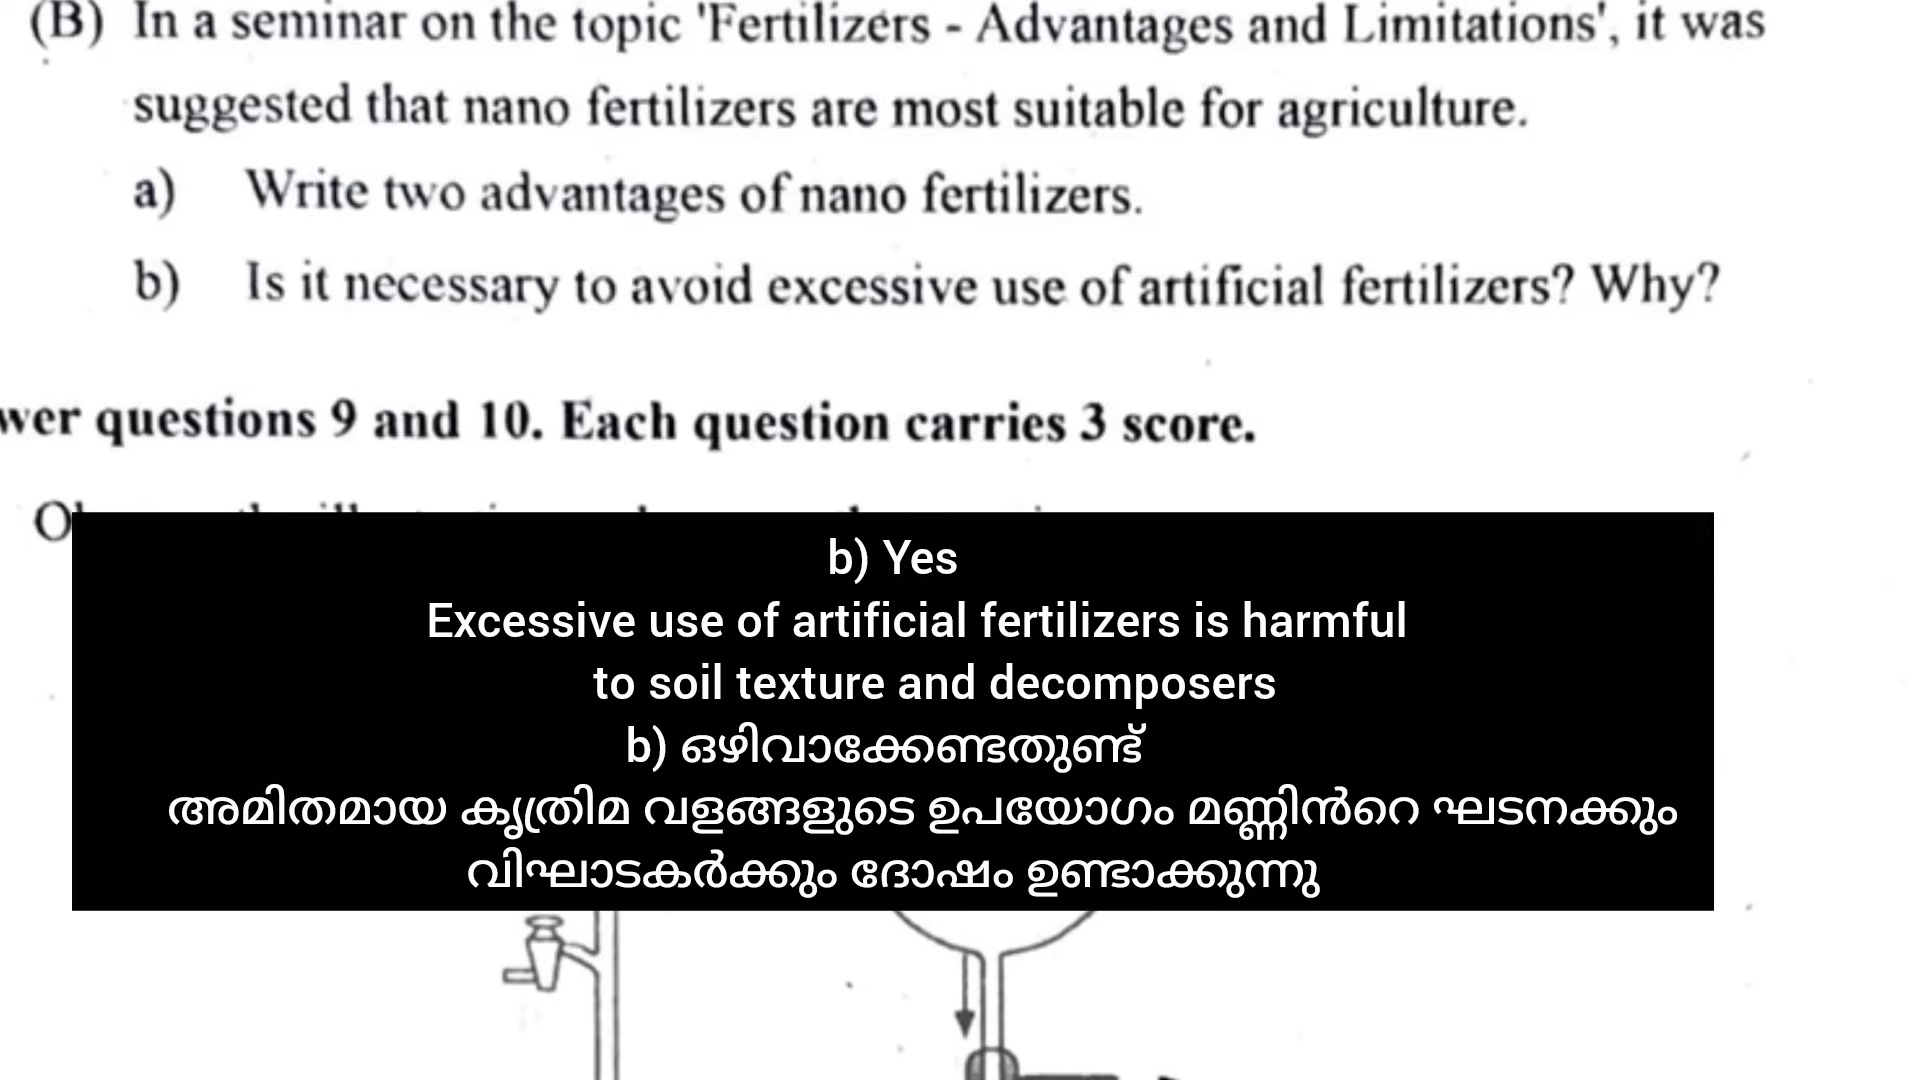 (B) In a seminar on the topic 'Fertilizers - Advantages and Limitations', it was
suggested that nano fertilizers are most suitable for agriculture.
a) Write two advantages of nano fertilizers.
b) Is it necessary to avoid excessive use of artificial fertilizers? Why?
wer questions 9 and 10. Each question carries 3 score.
b) Yes
Excessive use of artificial fertilizers is harmful
to soil texture and decomposers
b) ഒഴിവാക്കേണ്ടതുണ്ട്
അമിതമായ കൃത്രിമ വളങ്ങളുടെ ഉപയോഗം മണ്ണിൻറെ ഘടനക്കും
വിഘാടകർക്കും ദോഷം ഉണ്ടാക്കുന്നു